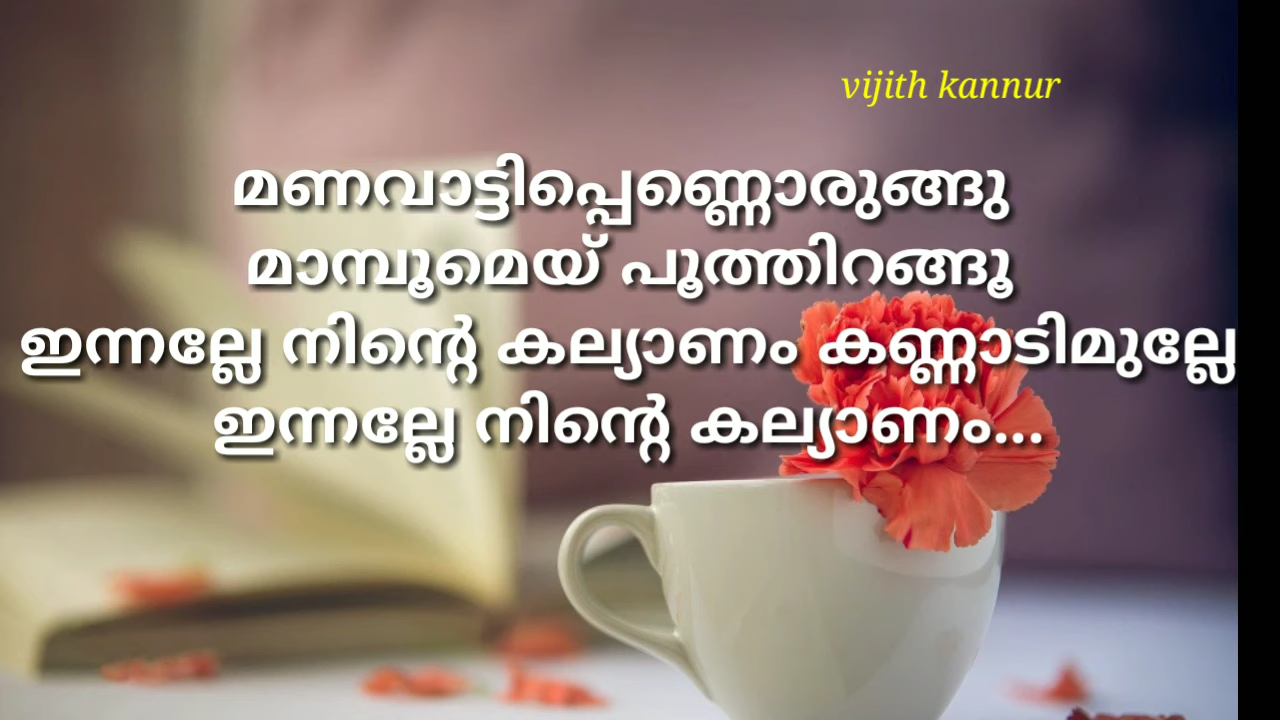 vijith kannur
മണവാട്ടിപ്പെണ്ണൊരുങ്ങു
മാമ്പൂമെയ് പൂത്തിറങ്ങൂ
ഇന്നല്ലേ നിന്റെ കല്യാണം കണ്ണാടിമുല്ലേ
ഇന്നല്ലേ നിന്റെ കല്യാണം...